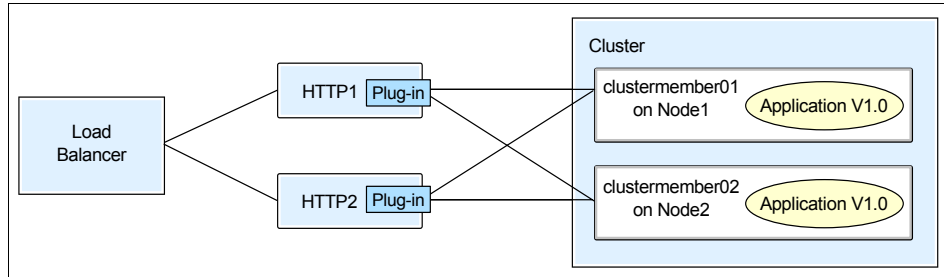 Load
Balancer
HTTP1
Plug-in
HTTP2
Plug-in
Cluster
clustermember01
on Node1
Application V1.0
clustermember02
on Node2
Application V1.0